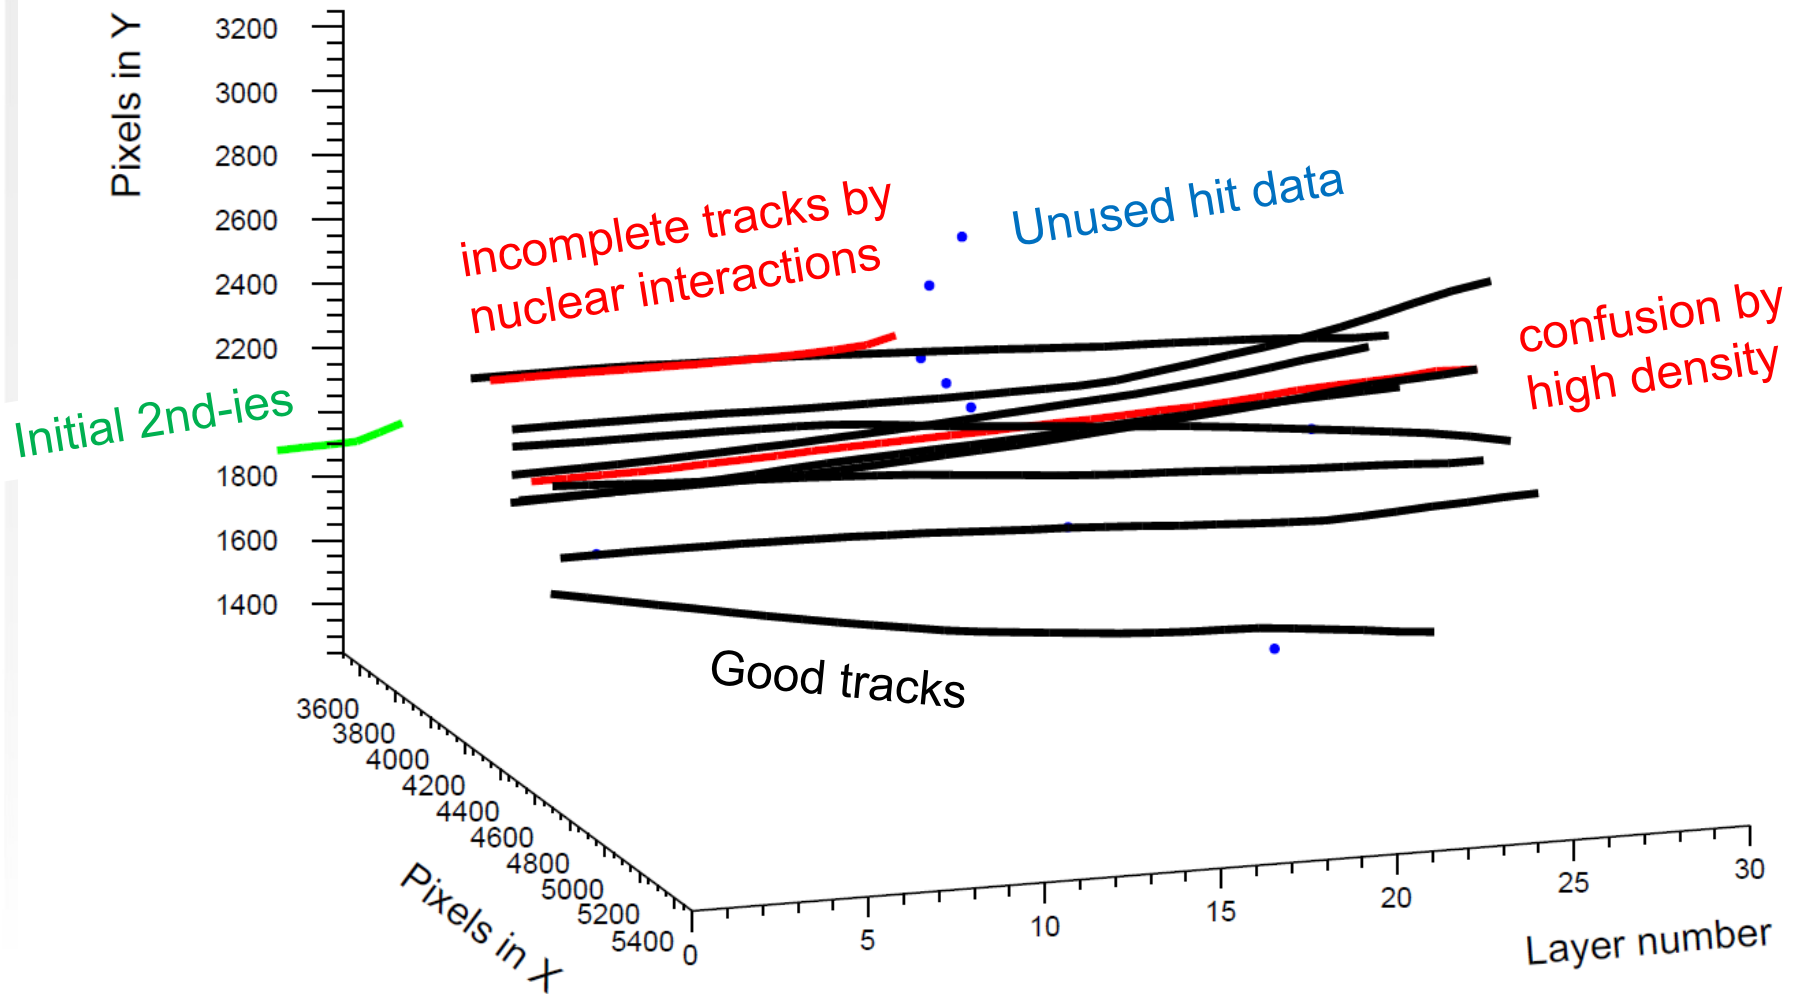 Pixels in Y
3200
3000
2800
2600
2400
2200
1800
1600
1400
incomplete tracks by
nuclear interactions
Unused hit data
confusion by
high density
Initial 2nd-ies
Good tracks
3600
3800
4000
4200
4400
4600
4800
5000
5200
5400
Pixels in X
0
5
10
15
20
25
30
Layer number